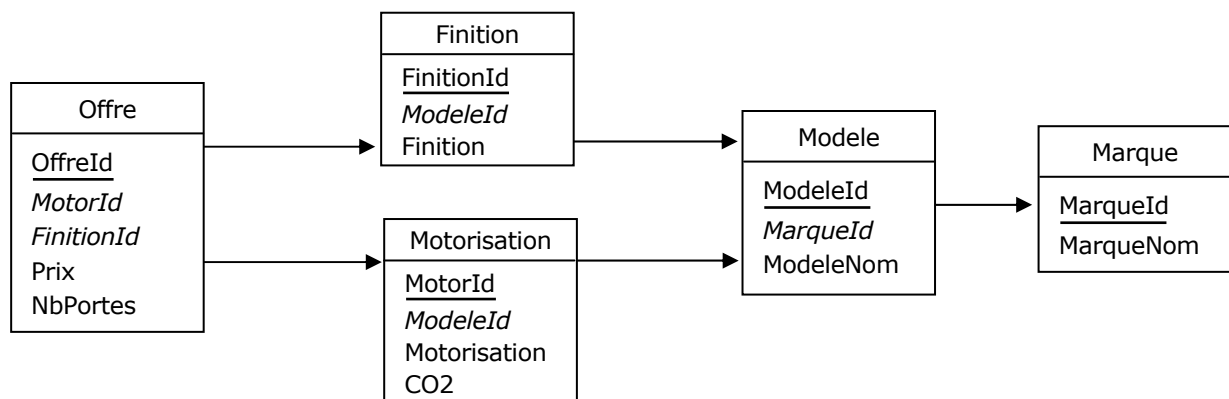 Offre
OffreId
MotorId
FinitionId
Prix
NbPortes
Finition
FinitionId
ModeleId
Finition
Motorisation
MotorId
ModeleId
Motorisation
CO2
Modele
ModeleId
MarqueId
ModeleNom
Marque
MarqueId
MarqueNom